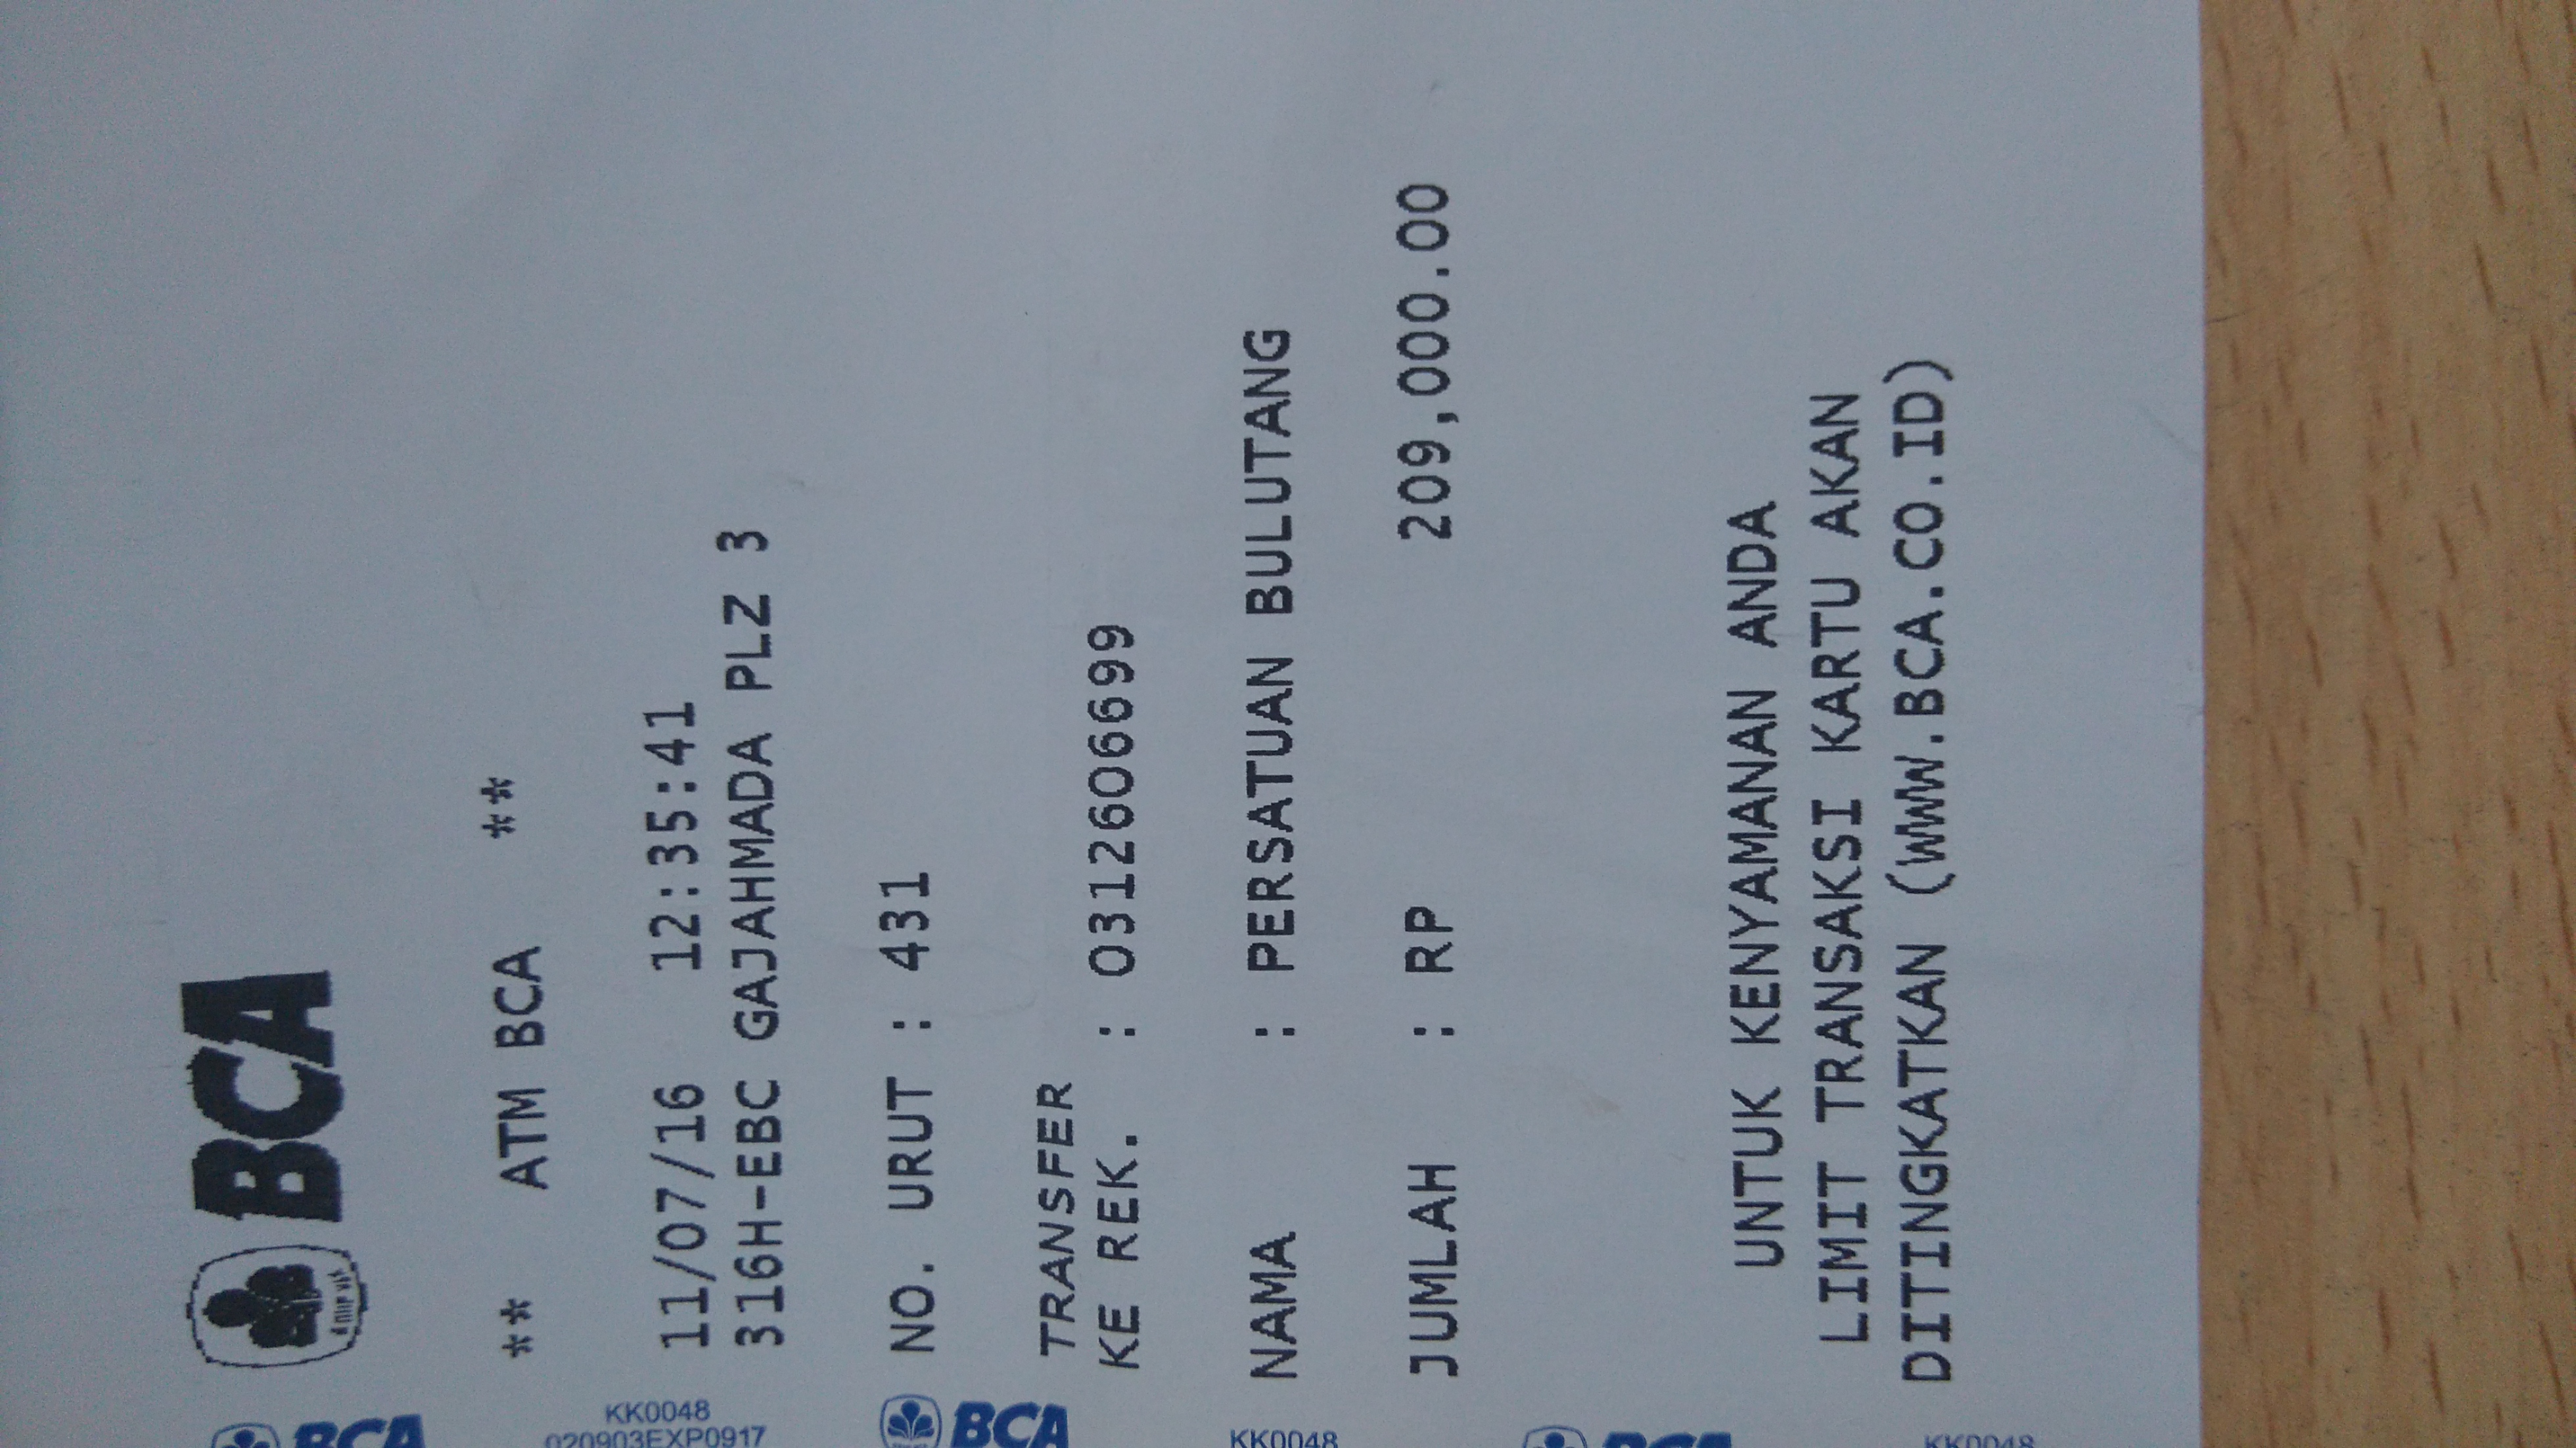 BCA
** ATM BCA **
11/07/16 12:35:41
316H-EBC GAJAHMADA PLZ 3
NO. URUT : 431
TRANSFER
KE REK. : 0312606699
NAMA : PERSATUAN BULUTANG
JUMLAH : RP 209,000.00
UNTUK KENYAMANAN ANDA
LIMIT TRANSAKSI KARTU AKAN
DITINGKATKAN (WWW.BCA.CO.ID)
BCA
KK0048
020903EXP0917
BCA
KK0048
BCA
KK0048